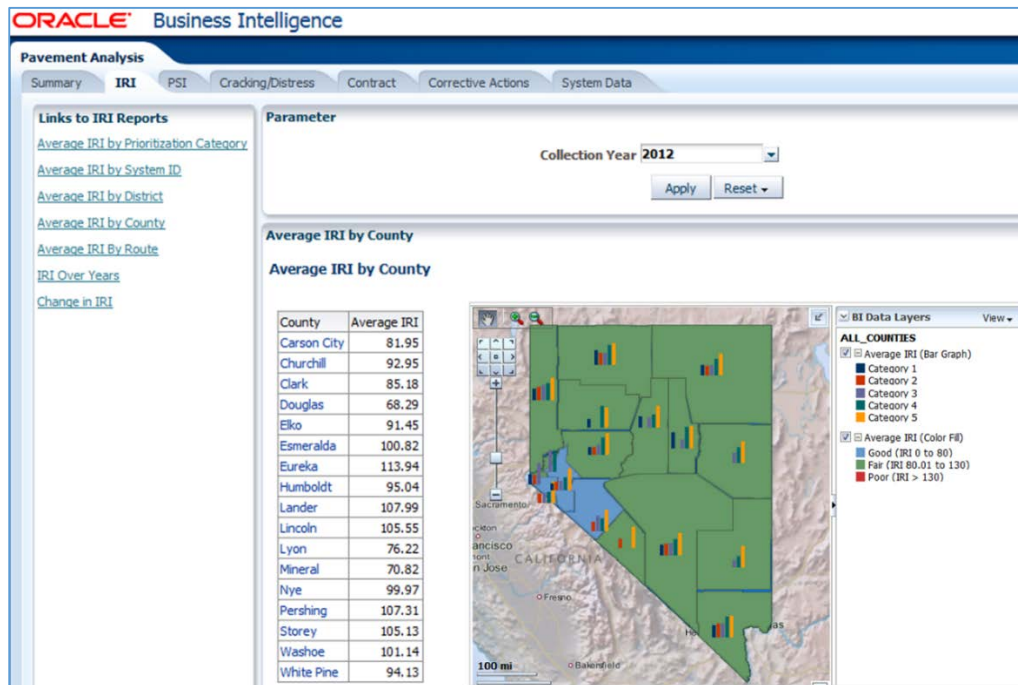 ORACLE Business Intelligence
Pavement Analysis
Summary IRI PSI Cracking/Distress Contract Corrective Actions System Data
Links to IRI Reports
Average IRI by Prioritization Category
Average IRI by System ID
Average IRI by District
Average IRI by County
Average IRI By Route
IRI Over Years
Change in IRI
Parameter
Collection Year 2012
Apply Reset
Average IRI by County
Average IRI by County
County Average IRI
Carson City 81.95
Churchill 92.95
Clark 85.18
Douglas 68.29
Elko 91.45
Esmeralda 100.82
Eureka 113.94
Humboldt 95.04
Lander 107.99
Lincoln 105.55
Lyon 76.22
Mineral 70.82
Nye 99.97
Pershing 107.31
Storey 105.13
Washoe 101.14
White Pine 94.13
Sacramento
ockton
ancisco
n Jose
CALIFORNIA
Fresno
Bakersfield
He
as
100 mi
BI Data Layers View
ALL_COUNTIES
Average IRI (Bar Graph)
Category 1
Category 2
Category 3
Category 4
Category 5
Average IRI (Color Fill)
Good (IRI 0 to 80)
Fair (IRI 80.01 to 130)
Poor (IRI > 130)